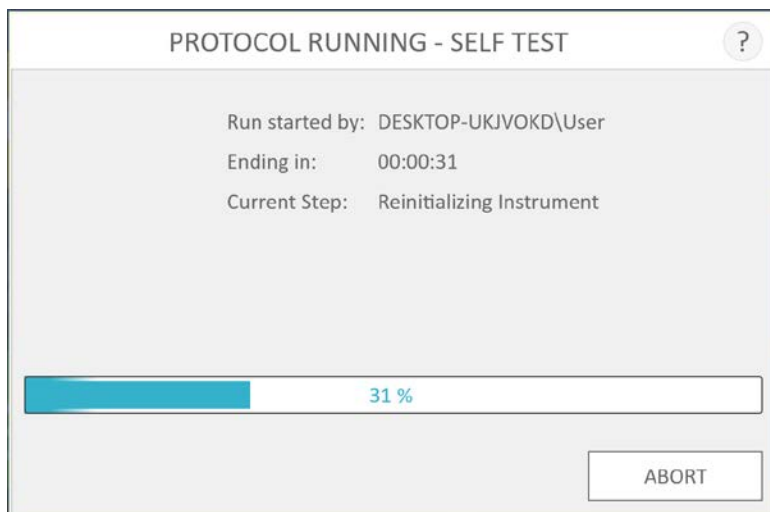 PROTOCOL RUNNING - SELF TEST ?
Run started by: DESKTOP-UKJVOKD\User
Ending in: 00:00:31
Current Step: Reinitializing Instrument
31 %
ABORT